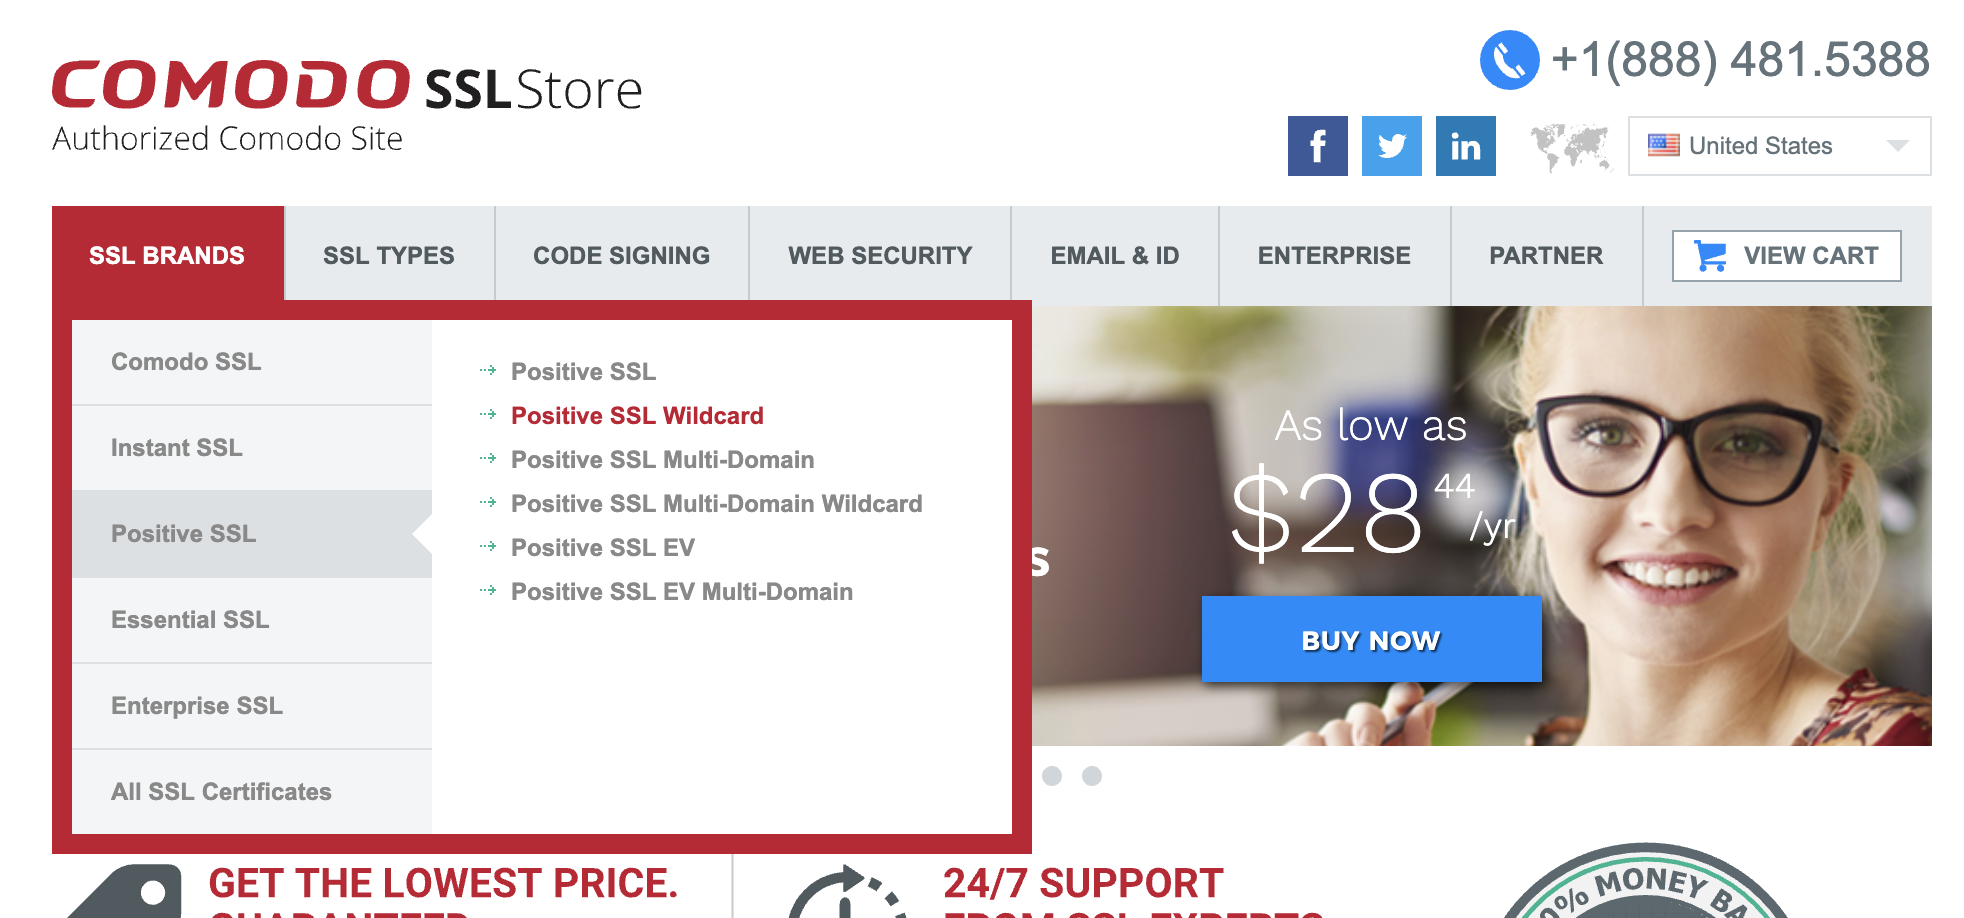 COMODO SSLStore
Authorized Comodo Site
+1(888) 481.5388
f
in
United States
SSL BRANDS
SSL TYPES
CODE SIGNING
WEB SECURITY
EMAIL & ID
ENTERPRISE
PARTNER
VIEW CART
Comodo SSL
Instant SSL
Positive SSL
Essential SSL
Enterprise SSL
All SSL Certificates
Positive SSL
Positive SSL Wildcard
Positive SSL Multi-Domain
Positive SSL Multi-Domain Wildcard
Positive SSL EV
Positive SSL EV Multi-Domain
s
As low as
$28 44 /yr
BUY NOW
GET THE LOWEST PRICE.
24/7 SUPPORT
FROM SSL EXPERTS
0% MONEY BA